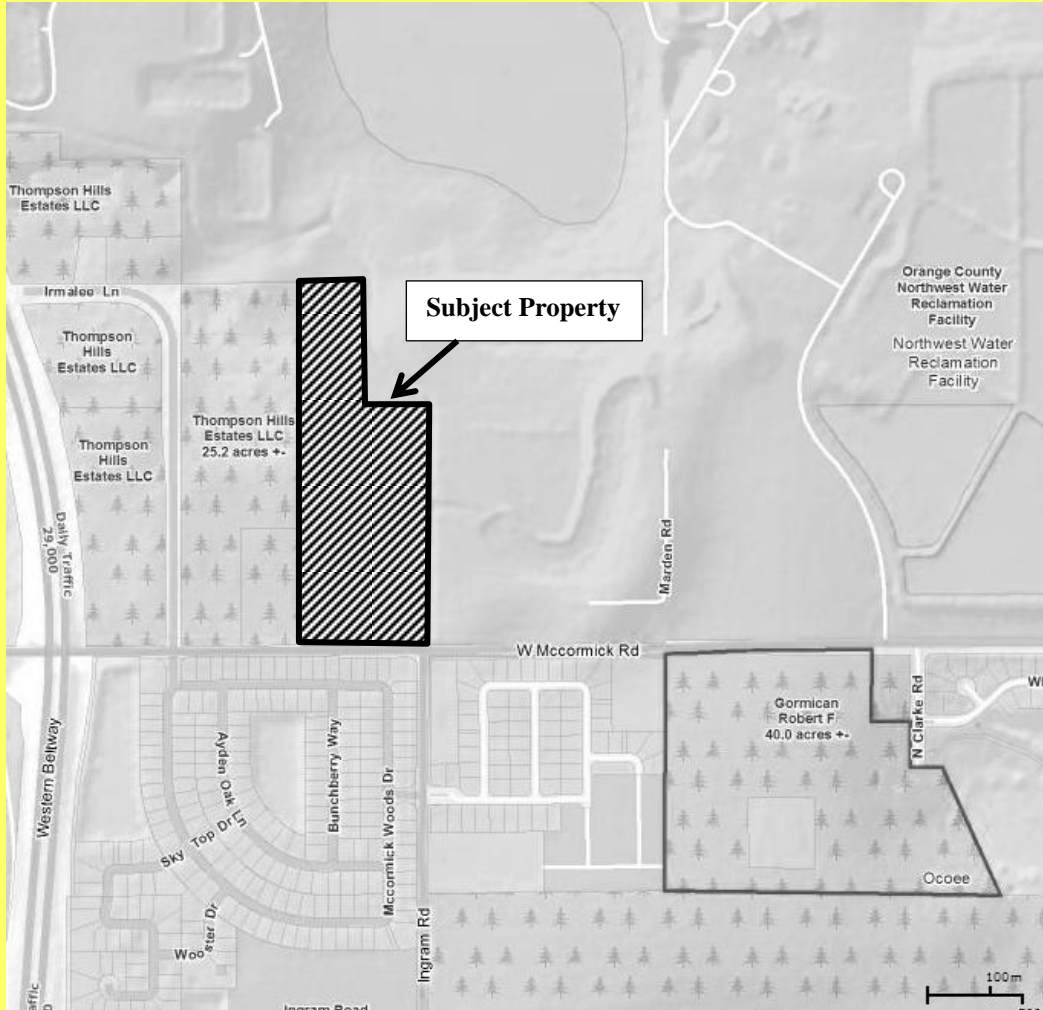 Thompson Hills
Estates LLC
Irmalee Ln
Subject Property
Orange County
Northwest Water
Reclamation
Facility
Northwest Water
Reclamation
Facility
Thompson
Hills
Estates LLC
Thompson Hills
Estates LLC
25.2 acres +-
Thompson
Hills
Estates LLC
Daily Traffic
29,000
Marden Rd
W Mccormick Rd
Gormican
Robert F
40.0 acres +-
N Clarke Rd
Western Beltway
Ayden Oak Ln
Bunchberry Way
Mccormick Woods Dr
Sky Top Dr
Wooster Dr
Ocoee
Ingram Rd
100m
Ingram Road